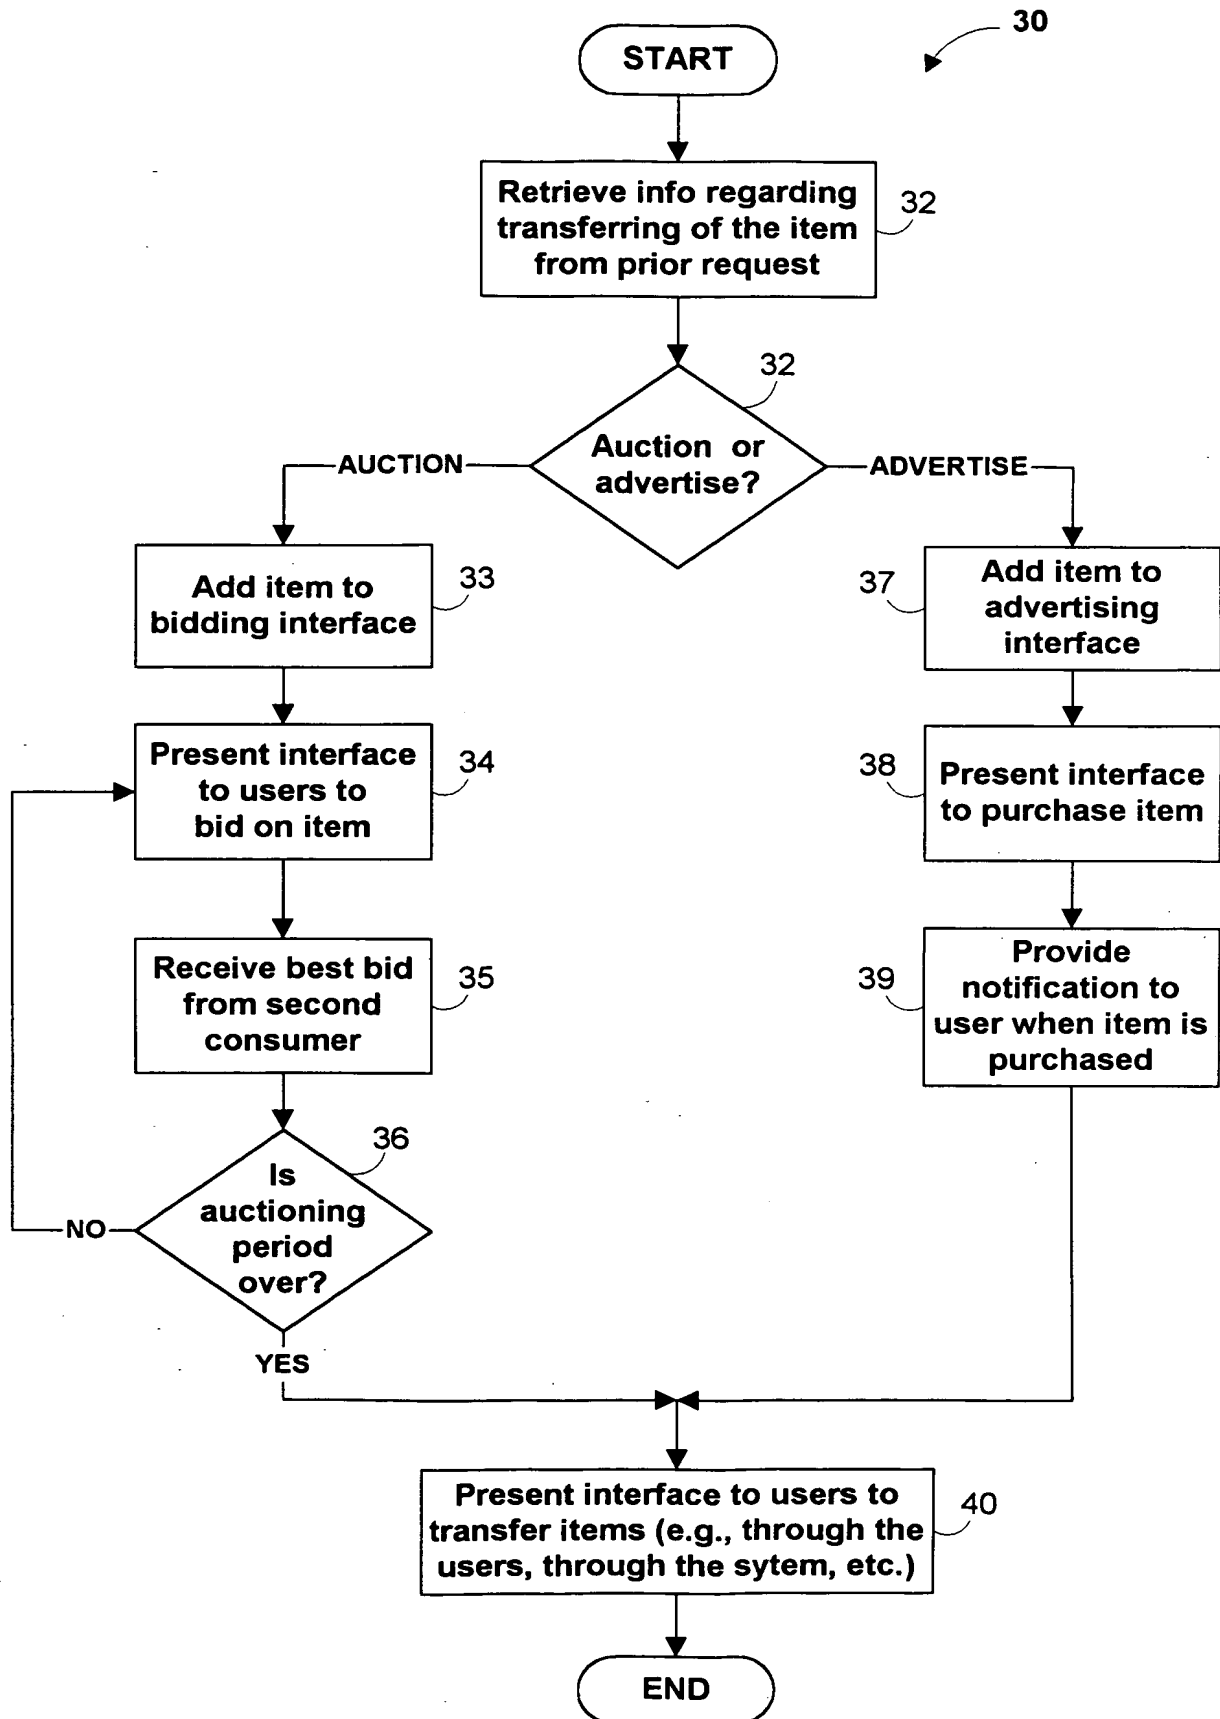 30
START
Retrieve info regarding
transferring of the item
from prior request
32
32
Auction or
advertise?
AUCTION
ADVERTISE
Add item to
bidding interface
33
37
Add item to
advertising
interface
Present interface
to users to
bid on item
34
38
Present interface
to purchase item
Receive best bid
from second
consumer
35
39
Provide
notification to
user when item is
purchased
36
Is
auctioning
period
over?
NO
YES
Present interface to users to
transfer items (e.g., through the
users, through the sytem, etc.)
40
END